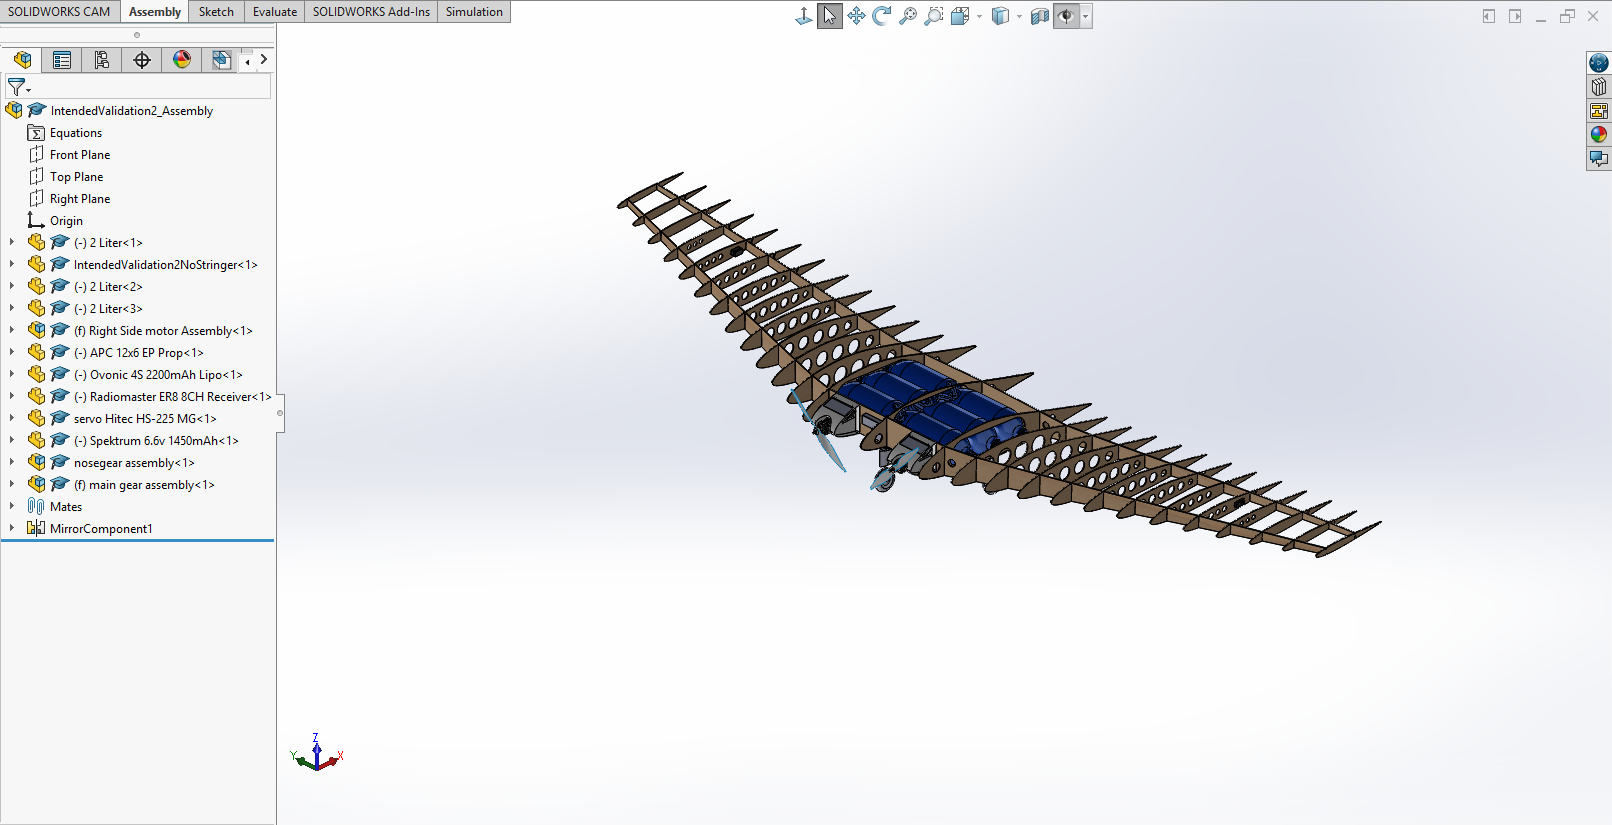 SOLIDWORKS CAM Assembly Sketch Evaluate SOLIDWORKS Add-Ins Simulation
IntendedValidation2_Assembly
Equations
Front Plane
Top Plane
Right Plane
Origin
(-) 2 Liter<1>
IntendedValidation2NoStringer<1>
(-) 2 Liter<2>
(-) 2 Liter<3>
(f) Right Side motor Assembly<1>
(-) APC 12x6 EP Prop<1>
(-) Ovonic 4S 2200mAh Lipo<1>
(-) Radiomaster ER8 8CH Receiver<1>
servo Hitec HS-225 MG<1>
(-) Spektrum 6.6v 1450mAh<1>
nosegear assembly<1>
(f) main gear assembly<1>
Mates
MirrorComponent1
Z
Y X